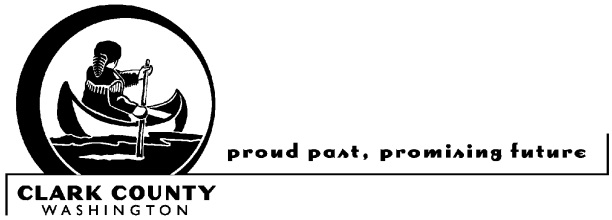 proud past, promising future
CLARK COUNTY
WASHINGTON